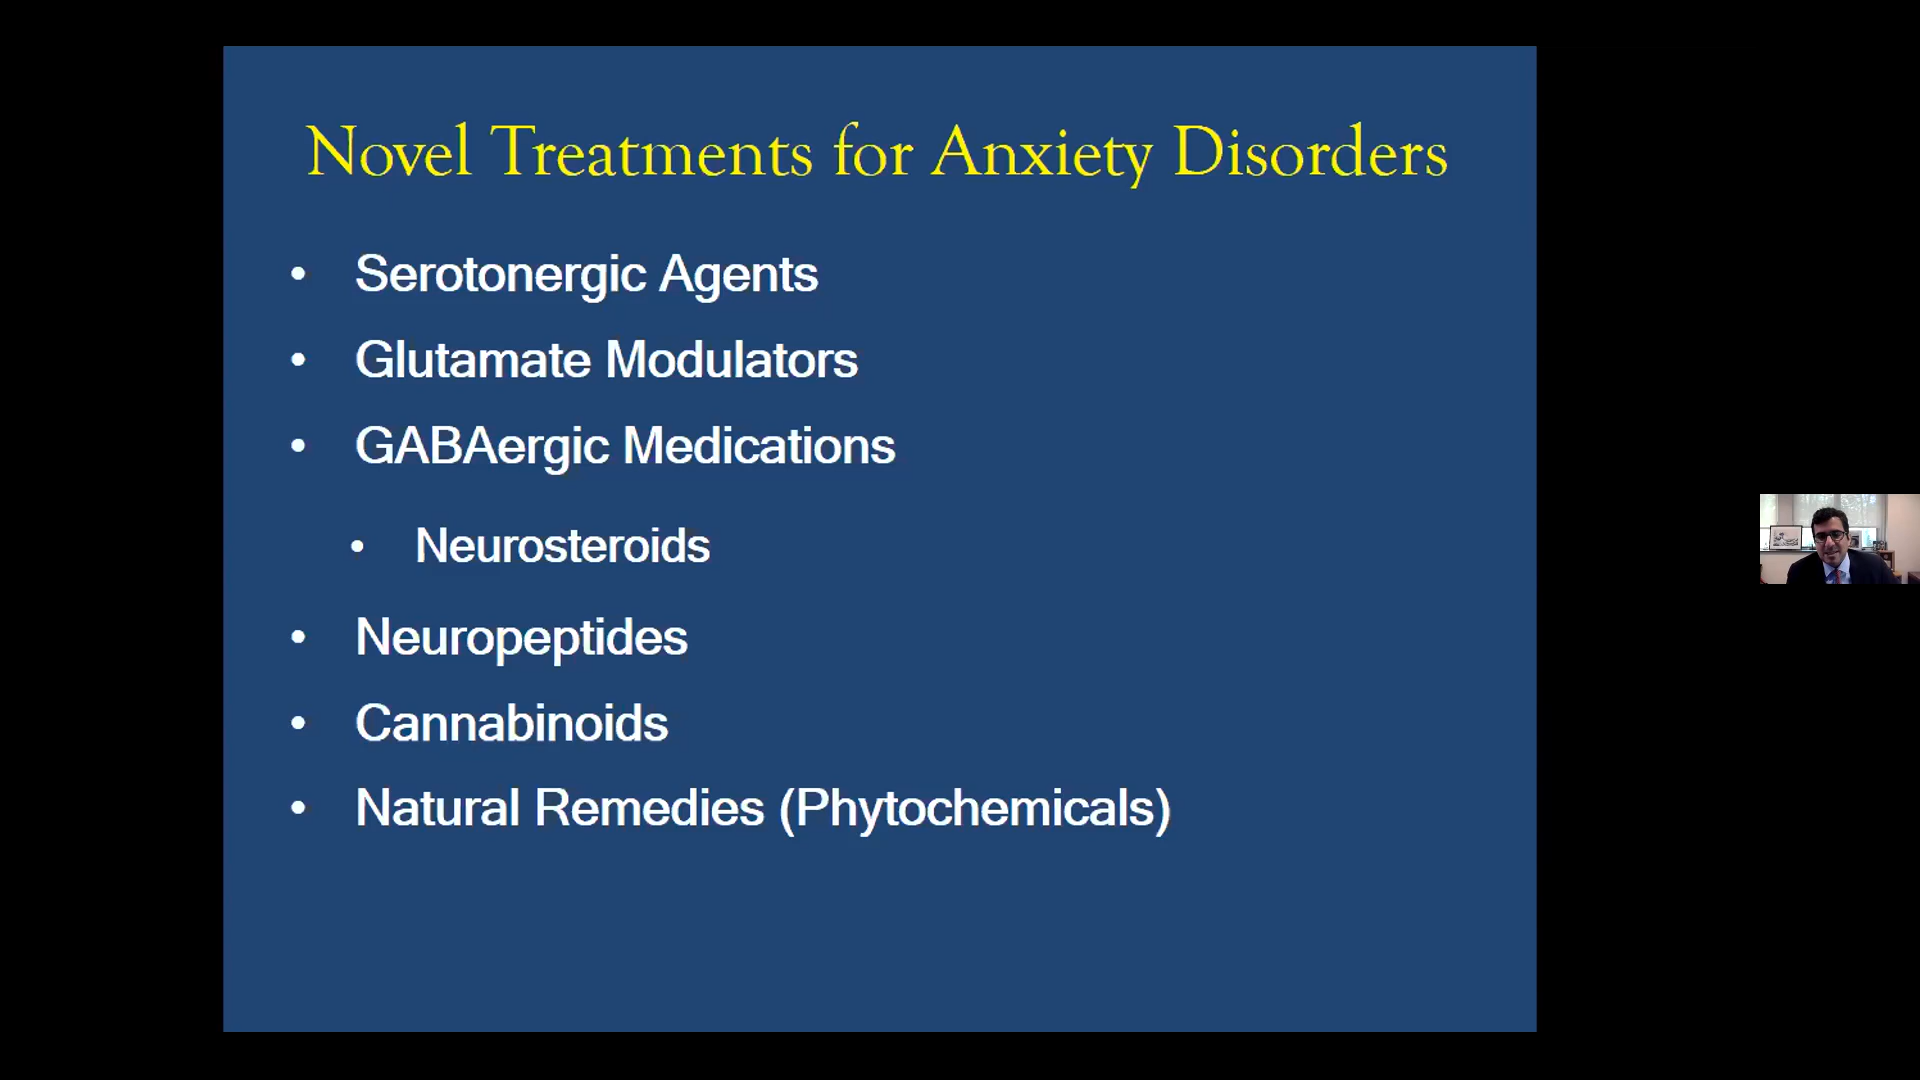 Novel Treatments for Anxiety Disorders
• Serotonergic Agents
• Glutamate Modulators
• GABAergic Medications
• Neurosteroids
• Neuropeptides
• Cannabinoids
• Natural Remedies (Phytochemicals)